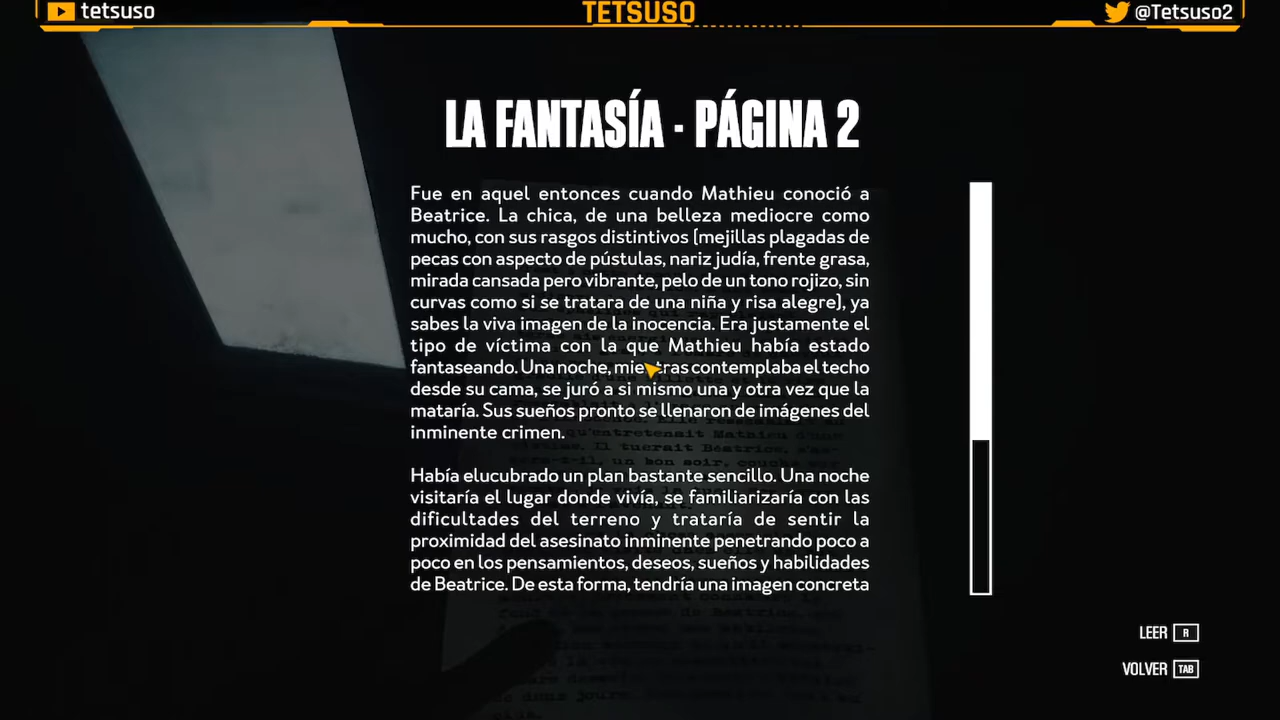 tetsuso
TETSUSO
@Tetsuso2
LA FANTASÍA · PÁGINA 2
Fue en aquel entonces cuando Mathieu conoció a
Beatrice. La chica, de una belleza mediocre como
mucho, con sus rasgos distintivos [mejillas plagadas de
pecas con aspecto de pústulas, nariz judía, frente grasa,
mirada cansada pero vibrante, pelo de un tono rojizo, sin
curvas como si se tratara de una niña y risa alegre], ya
sabes la viva imagen de la inocencia. Era justamente el
tipo de víctima con la que Mathieu había estado
fantaseando. Una noche, mientras contemplaba el techo
desde su cama, se juró a si mismo una y otra vez que la
mataría. Sus sueños pronto se llenaron de imágenes del
inminente crimen.
Había elucubrado un plan bastante sencillo. Una noche
visitaría el lugar donde vivía, se familiarizaría con las
dificultades del terreno y trataría de sentir la
proximidad del asesinato inminente penetrando poco a
poco en los pensamientos, deseos, sueños y habilidades
de Beatrice. De esta forma, tendría una imagen concreta
LEER R
VOLVER TAB